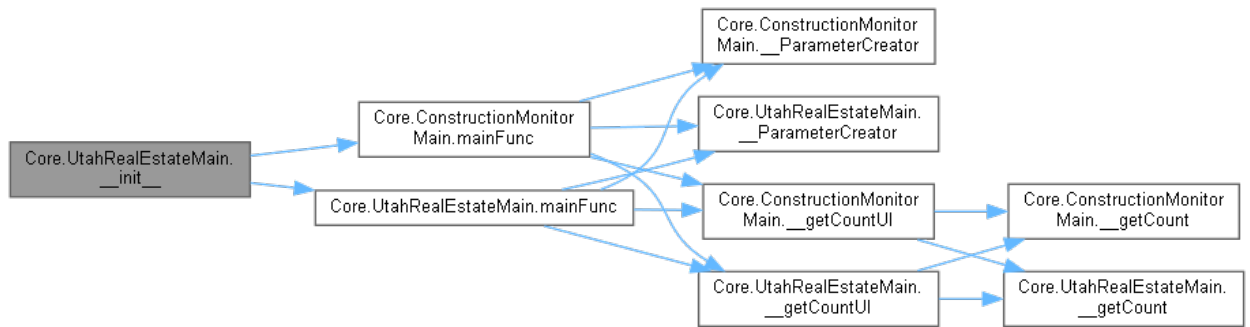 Core.ConstructionMonitor
Main.__ParameterCreator
Core.ConstructionMonitor
Main.mainFunc
Core.UtahRealEstateMain.
__ParameterCreator
Core.UtahRealEstateMain.
__init__
Core.UtahRealEstateMain.mainFunc
Core.ConstructionMonitor
Main.__getCountUI
Core.ConstructionMonitor
Main.__getCount
Core.UtahRealEstateMain.
__getCountUI
Core.UtahRealEstateMain.
__getCount